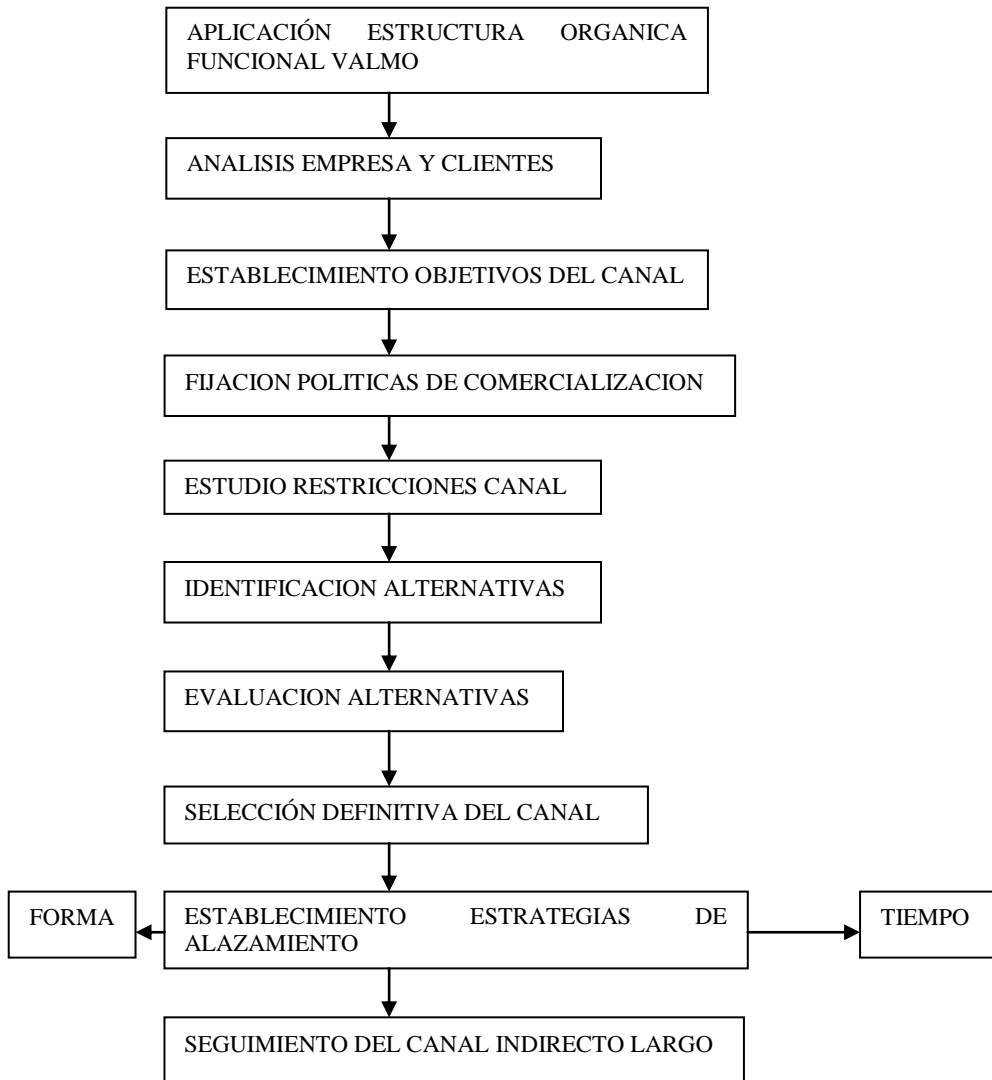 APLICACIÓN ESTRUCTURA ORGANICA
FUNCIONAL VALMO
ANALISIS EMPRESA Y CLIENTES
ESTABLECIMIENTO OBJETIVOS DEL CANAL
FIJACION POLITICAS DE COMERCIALIZACION
ESTUDIO RESTRICCIONES CANAL
IDENTIFICACION ALTERNATIVAS
EVALUACION ALTERNATIVAS
SELECCIÓN DEFINITIVA DEL CANAL
FORMA
ESTABLECIMIENTO ESTRATEGIAS DE
ALAZAMIENTO
TIEMPO
SEGUIMIENTO DEL CANAL INDIRECTO LARGO